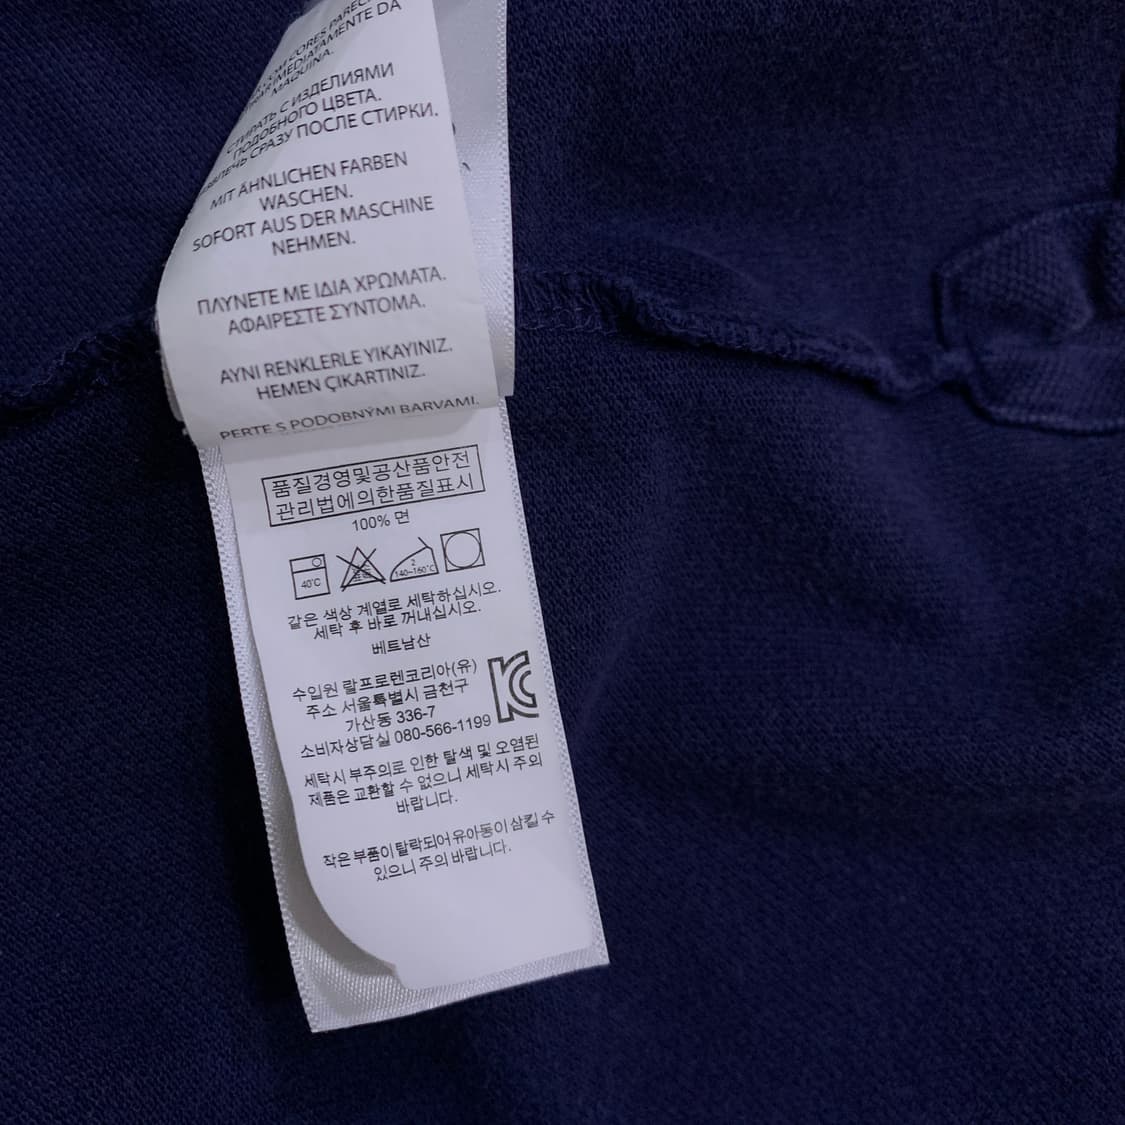 CORES
IMEDIATAMENTE DA
MAQUINA.
СТИРАТЬ С ИЗДЕЛИЯМИ
ПОДОБНОГО ЦВЕТА.
СРАЗУ ПОСЛЕ СТИРКИ.
MIT ÄHNLICHEN FARBEN
WASCHEN.
SOFORT AUS DER MASCHINE
NEHMEN.
ΠΛΥΝΕΤΕ ΜΕ ΙΔΙΑ ΧΡΩΜΑΤΑ.
ΑΦΑΙΡΕΣΤΕ ΣΥΝΤΟΜΑ.
AYNI RENKLERLE YIKAYINIZ.
HEMEN ÇIKARTINIZ.
PERTE S PODOBNÝMI BARVAMI.
품질경영및공산품안전
관리법에의한품질표시
100% 면
40°C
2
140~160°C
같은 색상 계열로 세탁하십시오.
세탁 후 바로 꺼내십시오.
베트남산
수입원 랄프로렌코리아(유)
주소 서울특별시 금천구
가산동 336-7
소비자상담실 080-566-1199
세탁시 부주의로 인한 탈색 및 오염된
제품은 교환할 수 없으니 세탁시 주의
바랍니다.
작은 부품이 탈락되어 유아동이 삼킬 수
있으니 주의 바랍니다.